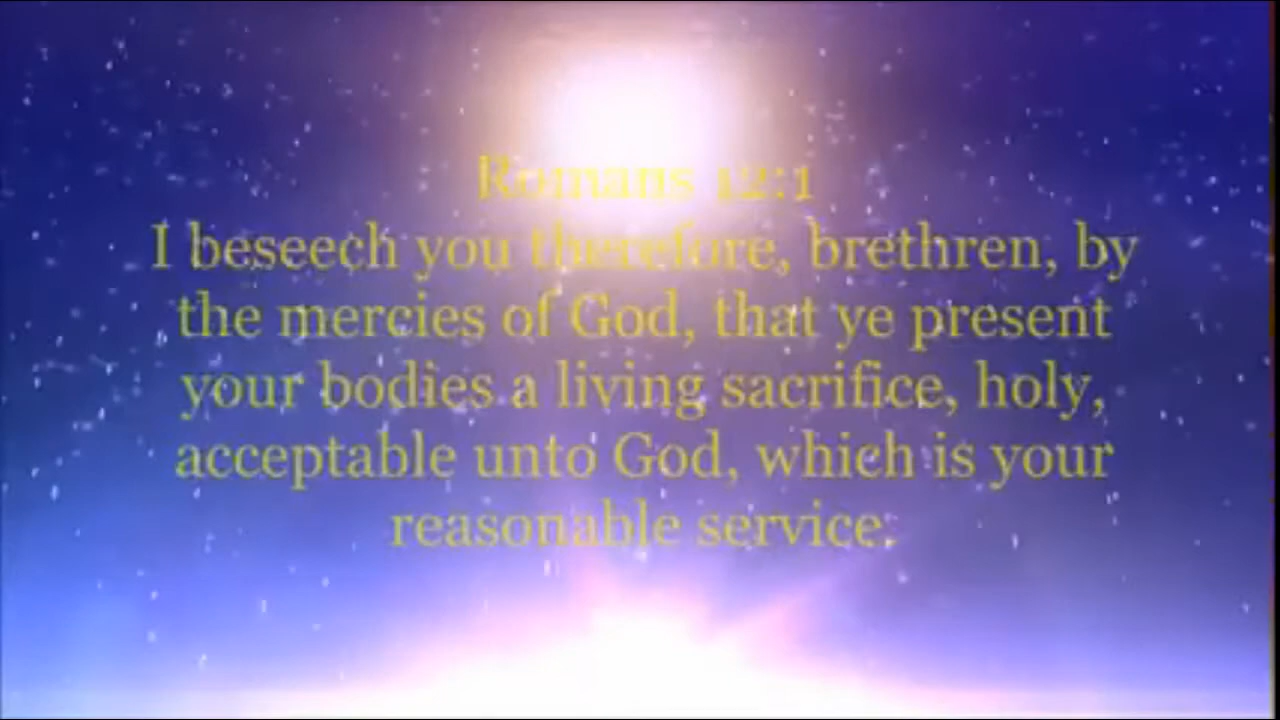 Romans 12:1
I beseech you therefore, brethren, by
the mercies of God, that ye present
your bodies a living sacrifice, holy,
acceptable unto God, which is your
reasonable service.